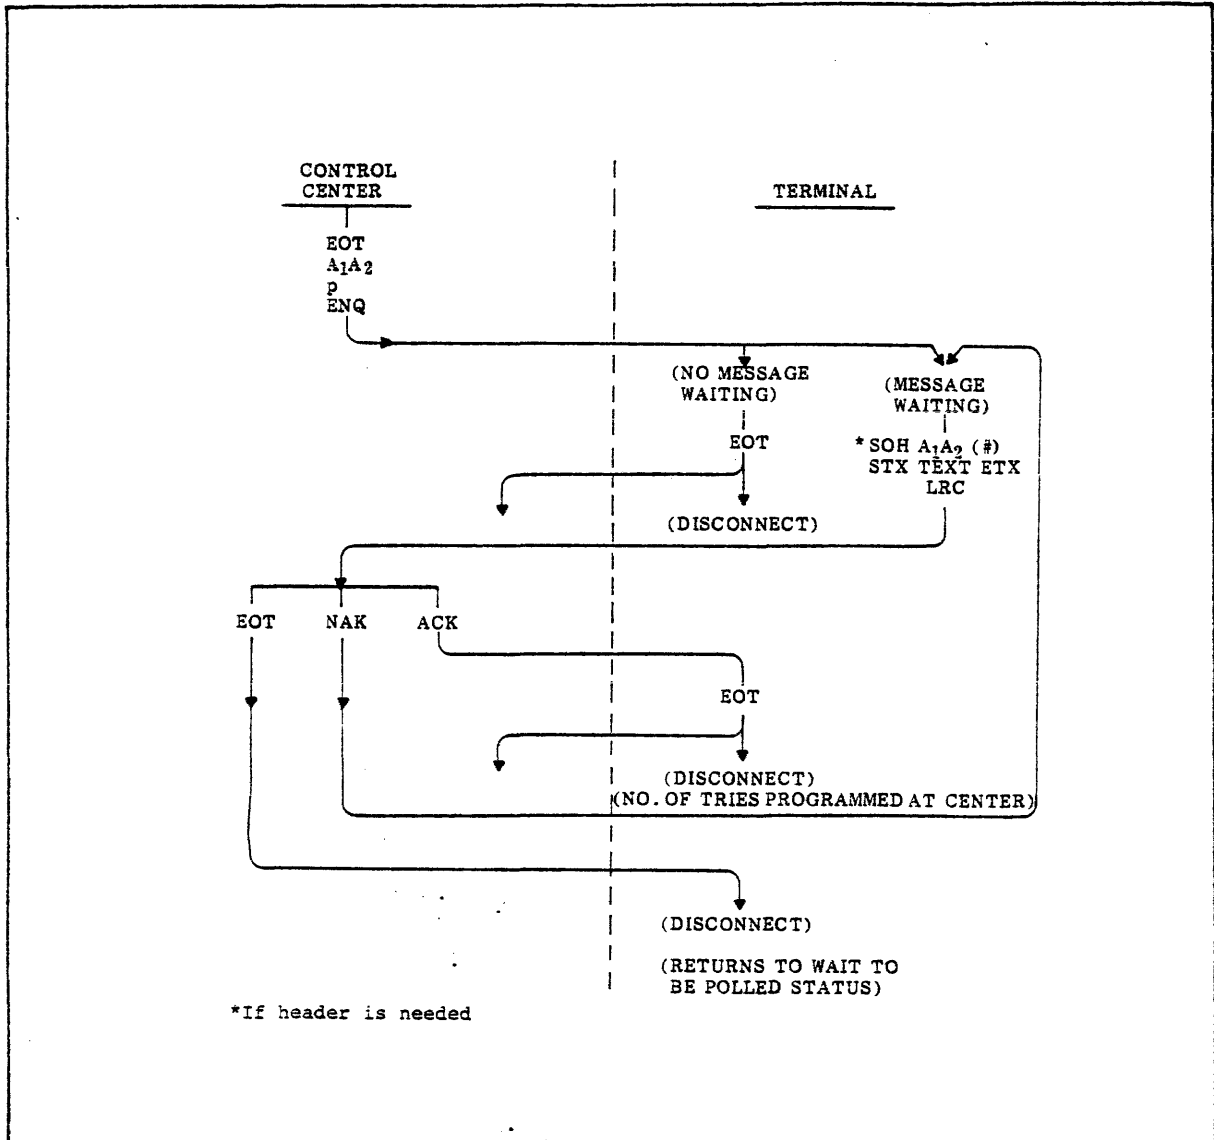 CONTROL
CENTER
TERMINAL
EOT
A1A2
p
ENQ
(NO MESSAGE
WAITING)
(MESSAGE
WAITING)
EOT
* SOH A1A2 (#)
STX TEXT ETX
LRC
(DISCONNECT)
EOT NAK ACK
EOT
(DISCONNECT)
(NO. OF TRIES PROGRAMMED AT CENTER)
(DISCONNECT)
(RETURNS TO WAIT TO
BE POLLED STATUS)
*If header is needed